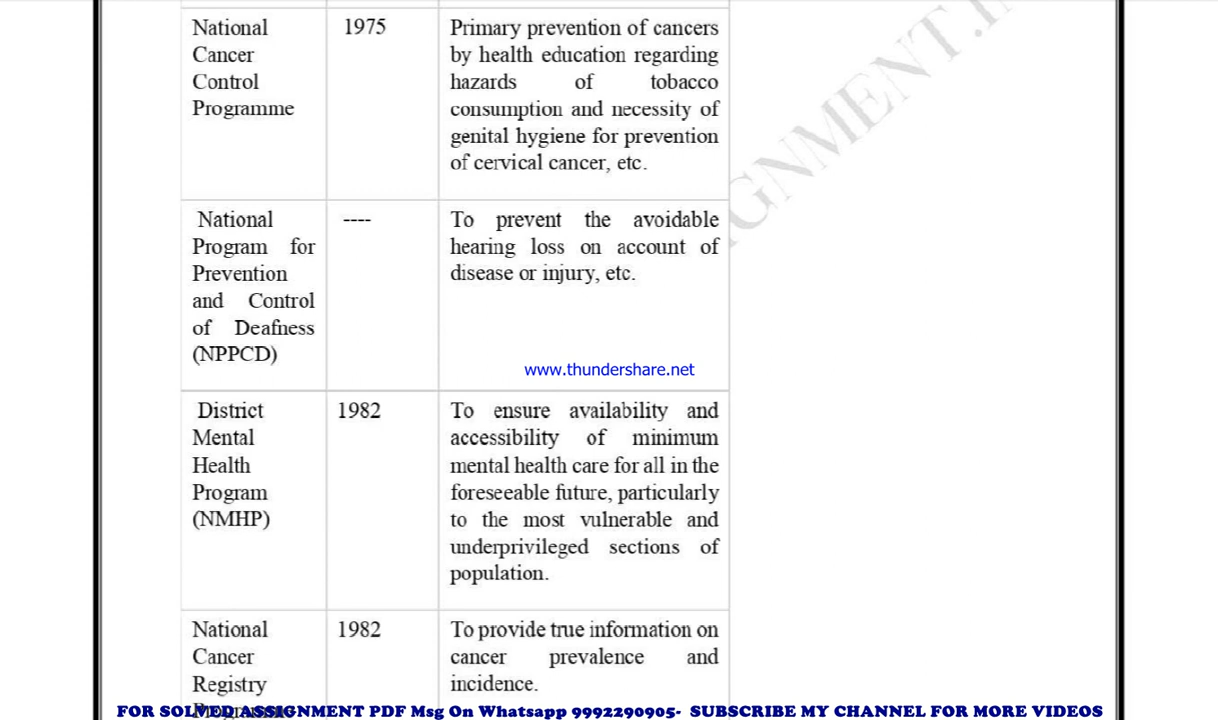 National
Cancer
Control
Programme
1975
Primary prevention of cancers
by health education regarding
hazards of tobacco
consumption and necessity of
genital hygiene for prevention
of cervical cancer, etc.
National
Program for
Prevention
and Control
of Deafness
(NPPCD)
----
To prevent the avoidable
hearing loss on account of
disease or injury, etc.
www.thundershare.net
District
Mental
Health
Program
(NMHP)
1982
To ensure availability and
accessibility of minimum
mental health care for all in the
foreseeable future, particularly
to the most vulnerable and
underprivileged sections of
population.
National
Cancer
Registry
1982
To provide true information on
cancer prevalence and
incidence.
FOR SOLVED ASSIGNMENT PDF Msg On Whatsapp 9992290905- SUBSCRIBE MY CHANNEL FOR MORE VIDEOS